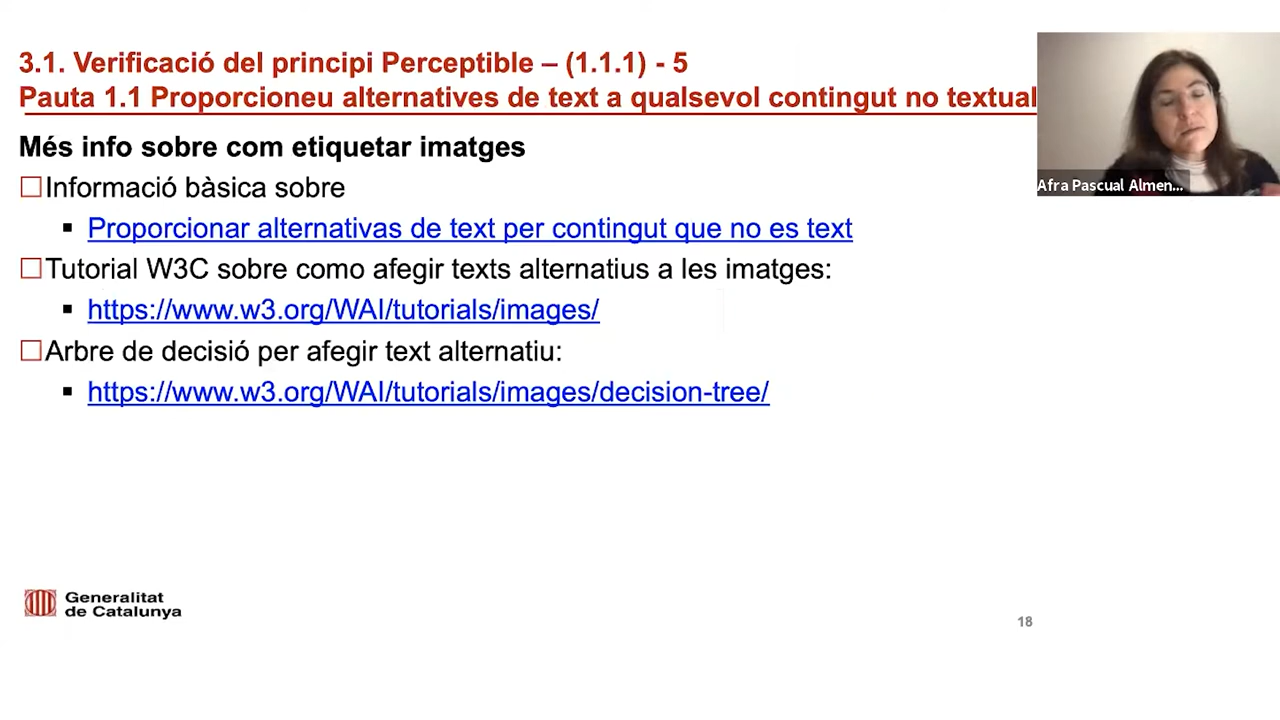 3.1. Verificació del principi Perceptible – (1.1.1) - 5
Pauta 1.1 Proporcioneu alternatives de text a qualsevol contingut no textual
Més info sobre com etiquetar imatges
Informació bàsica sobre
Proporcionar alternativas de text per contingut que no es text
Tutorial W3C sobre como afegir texts alternatius a les imatges:
https://www.w3.org/WAI/tutorials/images/
Arbre de decisió per afegir text alternatiu:
https://www.w3.org/WAI/tutorials/images/decision-tree/
Afra Pascual Almen...
Generalitat
de Catalunya
18